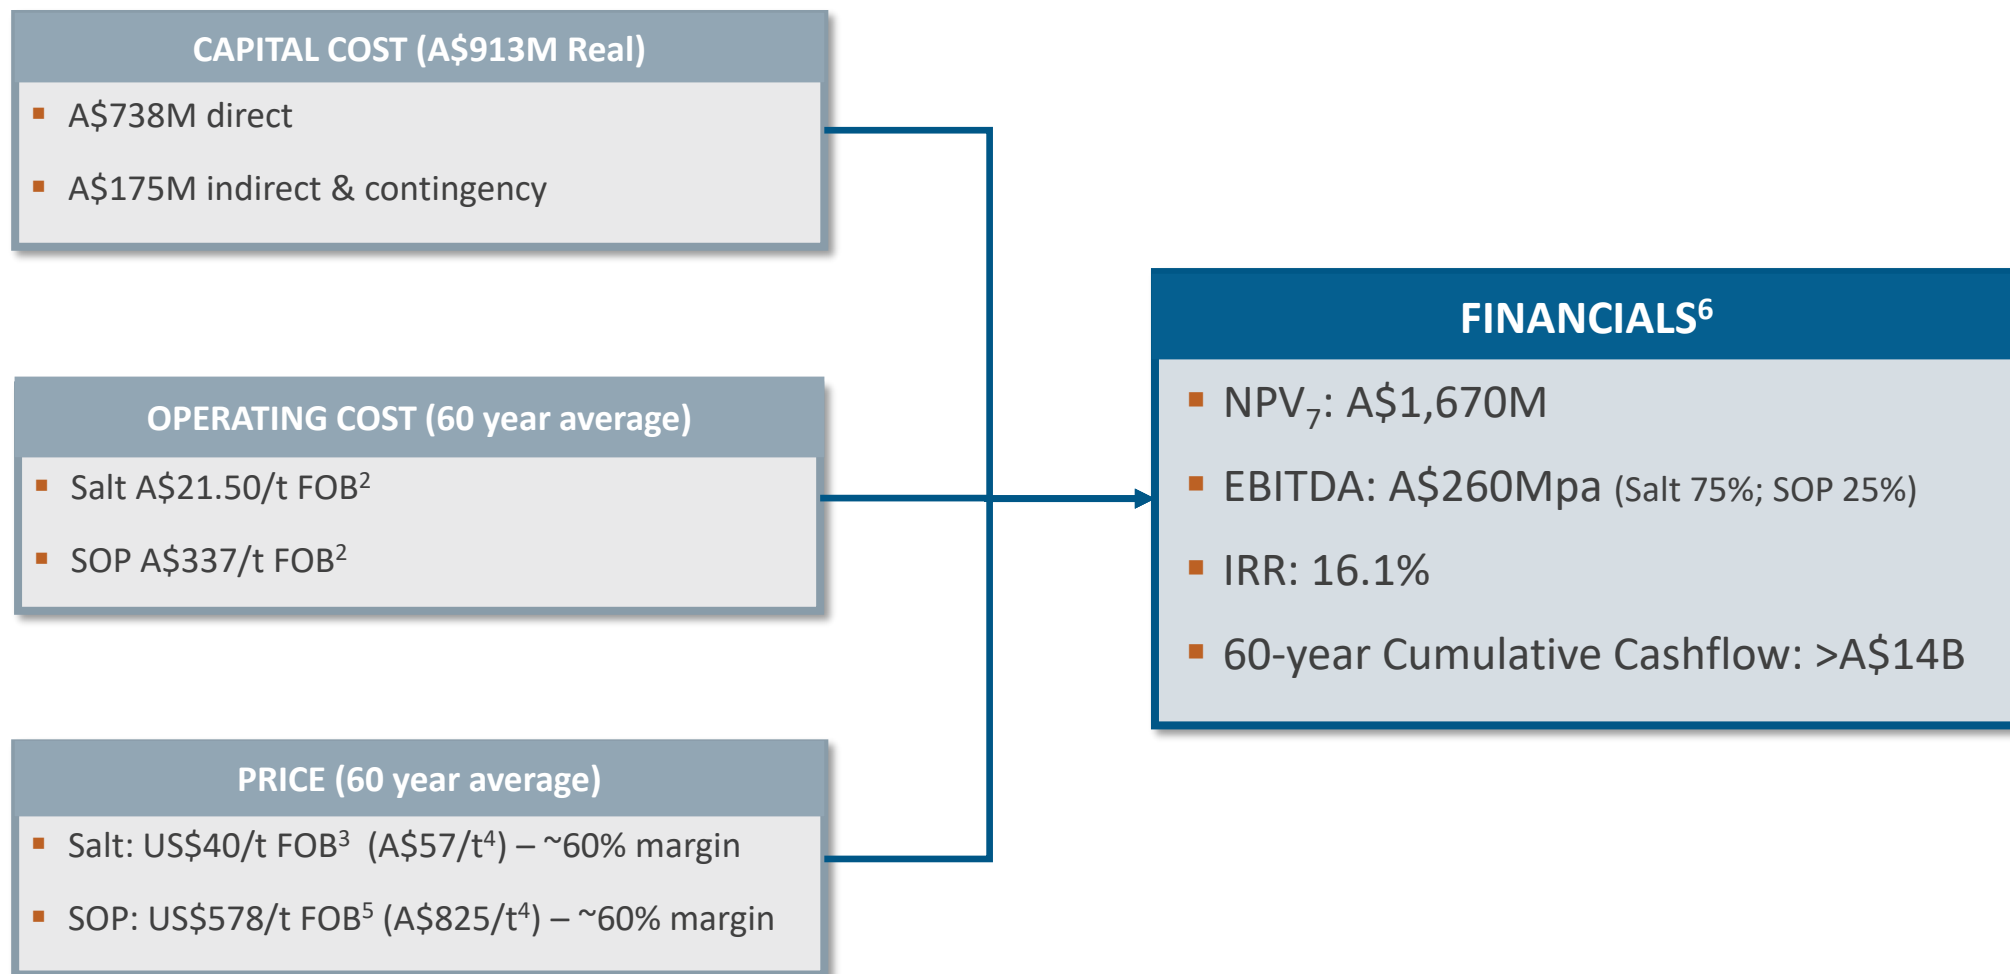 CAPITAL COST (A$913M Real)
▪ A$738M direct
▪ A$175M indirect & contingency
OPERATING COST (60 year average)
▪ Salt A$21.50/t FOB²
▪ SOP A$337/t FOB²
PRICE (60 year average)
▪ Salt: US$40/t FOB³ (A$57/t⁴) – ~60% margin
▪ SOP: US$578/t FOB⁵ (A$825/t⁴) – ~60% margin
FINANCIALS⁶
▪ NPV₇: A$1,670M
▪ EBITDA: A$260Mpa (Salt 75%; SOP 25%)
▪ IRR: 16.1%
▪ 60-year Cumulative Cashflow: >A$14B